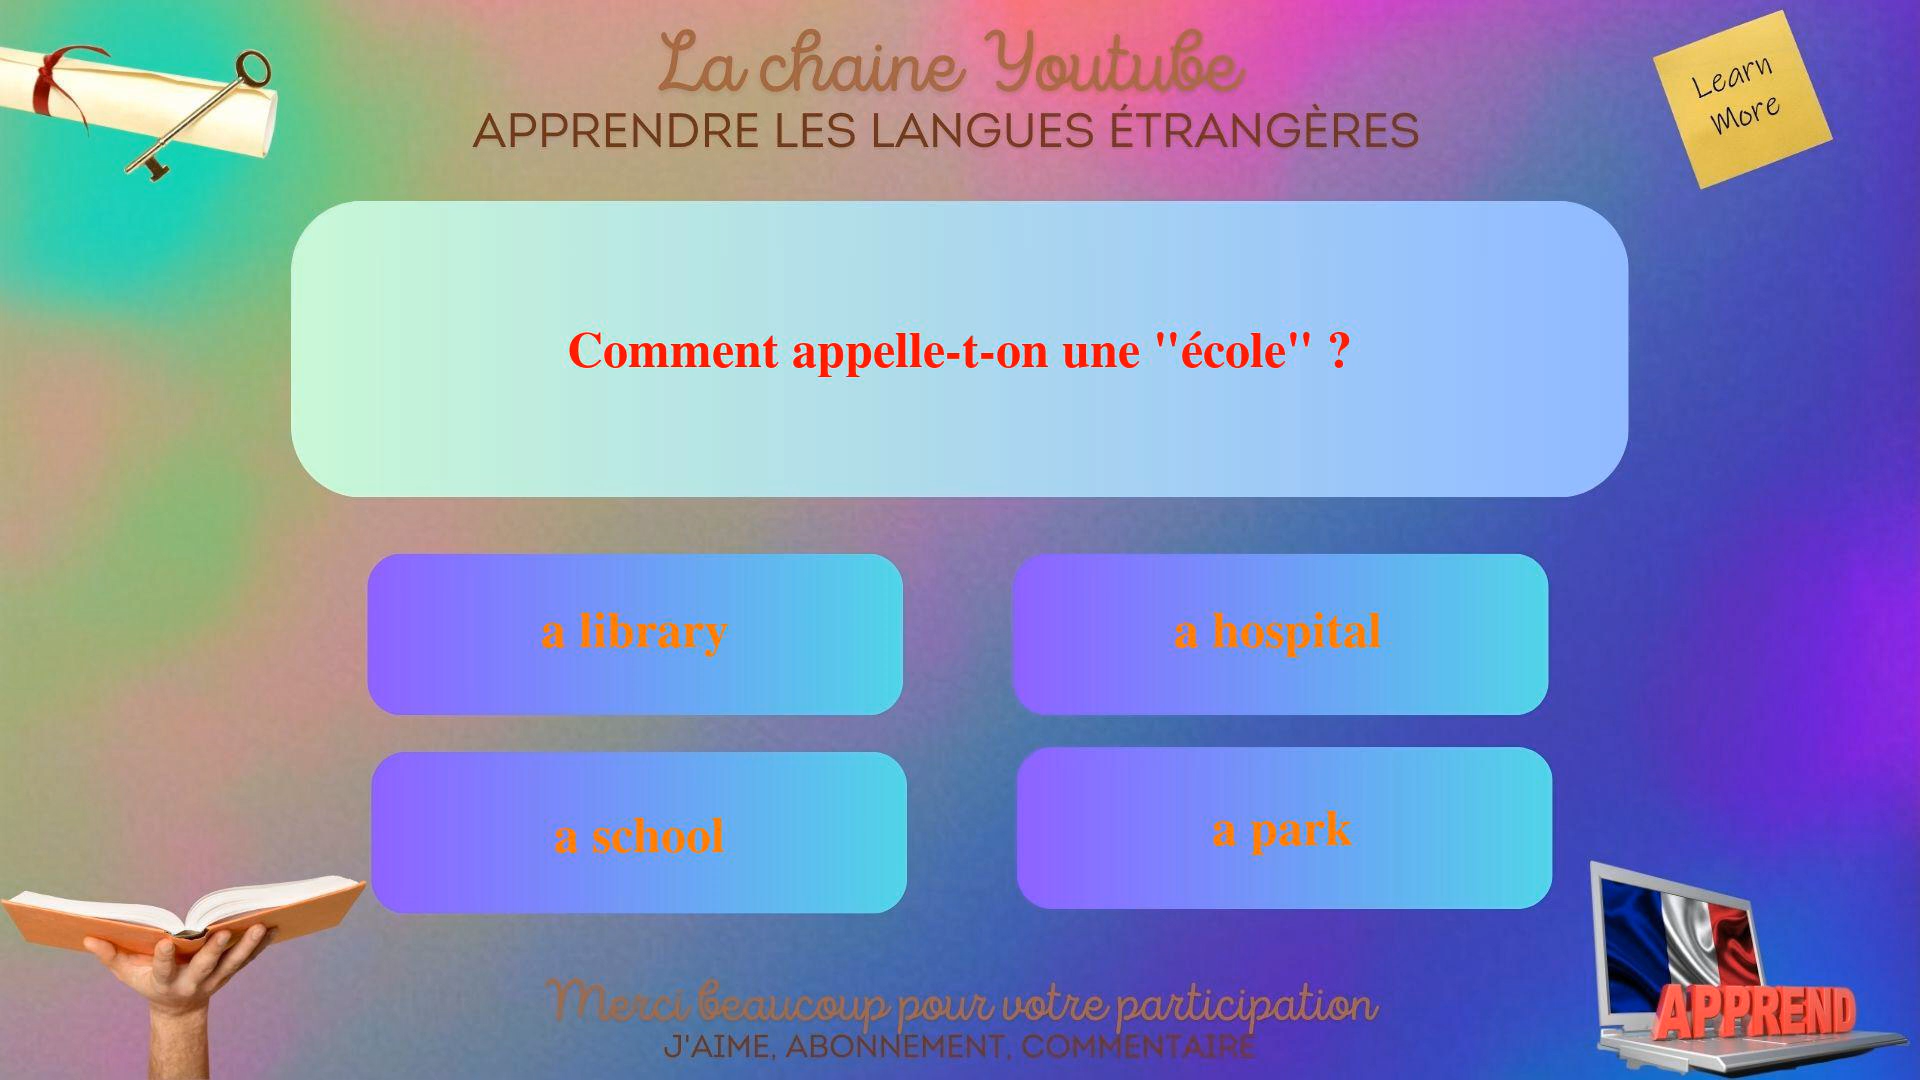 La chaine Youtube
APPRENDRE LES LANGUES ÉTRANGÈRES
Learn
More
Comment appelle-t-on une "école" ?
a library
a hospital
a school
a park
APPREND
Merci beaucoup pour votre participation
J'AIME, ABONNEMENT, COMMENTAIRE